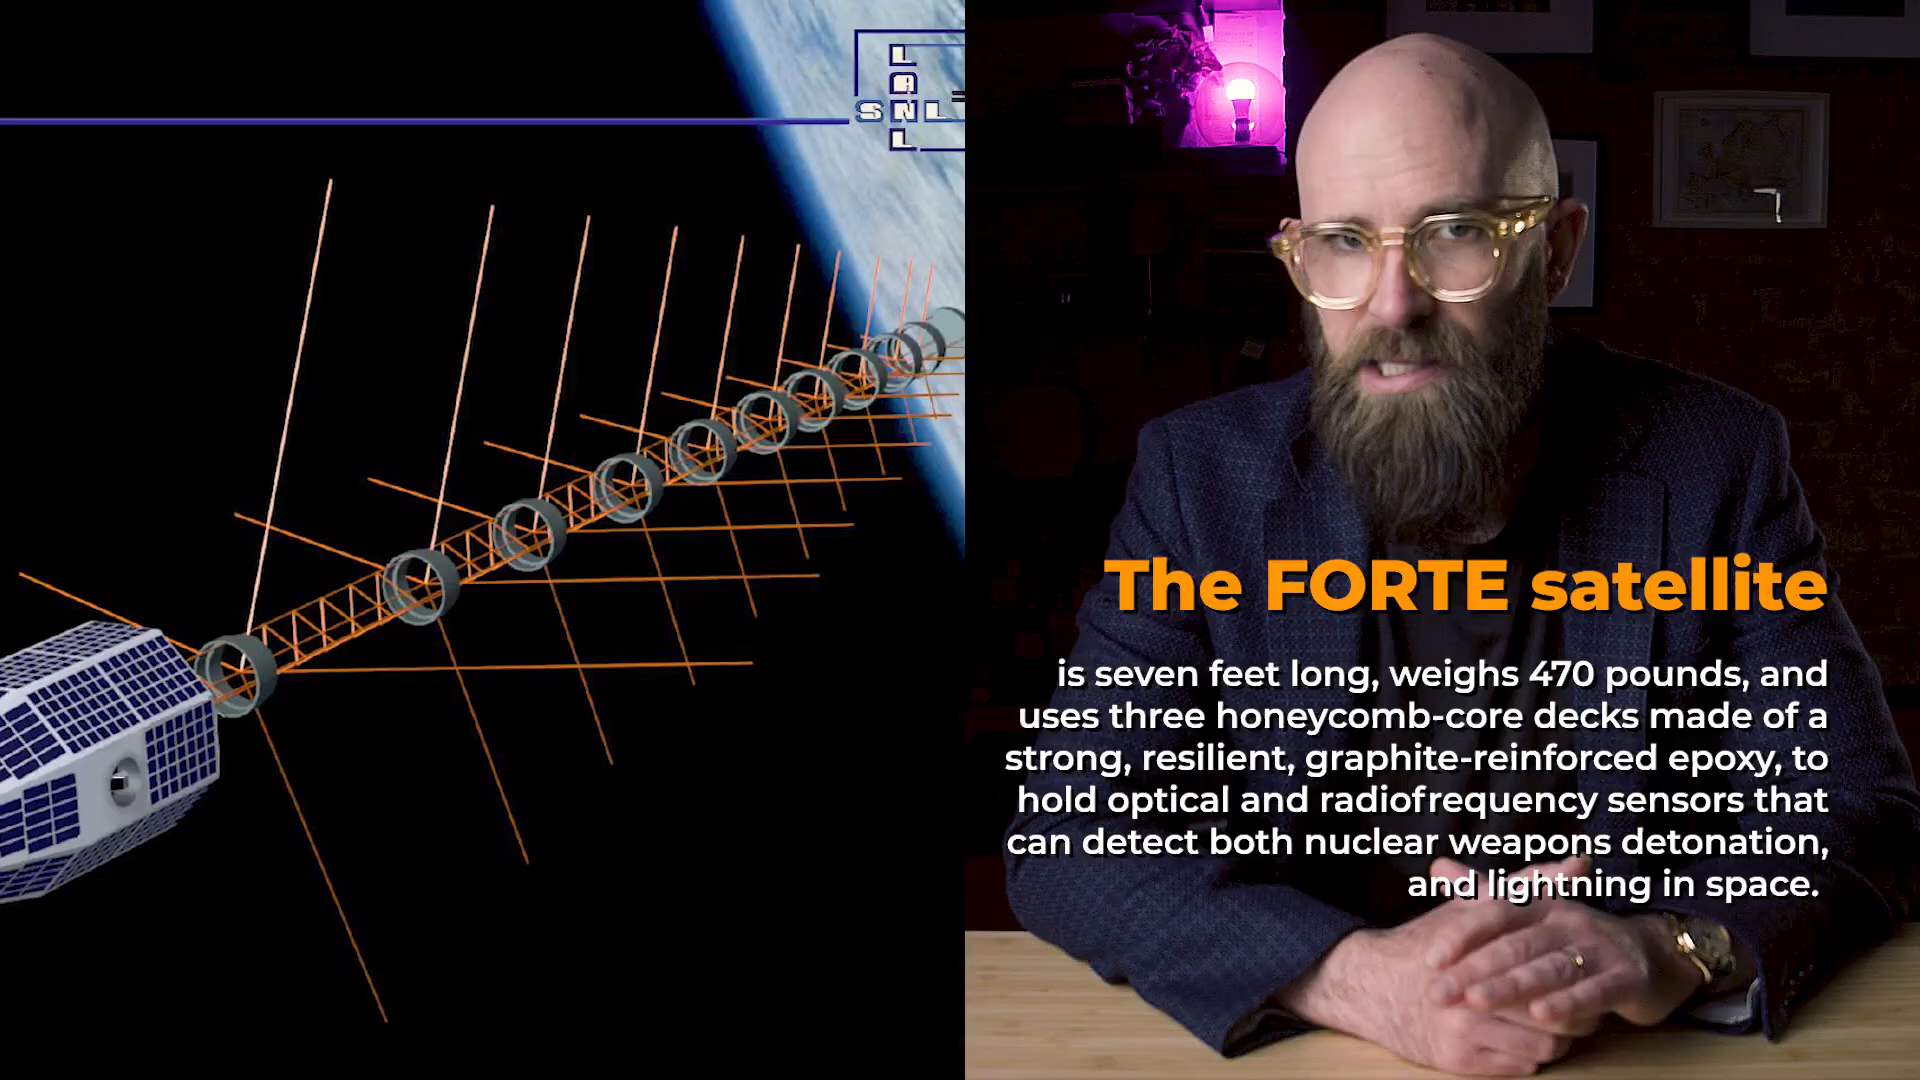 LANL
SNL
The FORTE satellite
is seven feet long, weighs 470 pounds, and
uses three honeycomb-core decks made of a
strong, resilient, graphite-reinforced epoxy, to
hold optical and radiofrequency sensors that
can detect both nuclear weapons detonation,
and lightning in space.